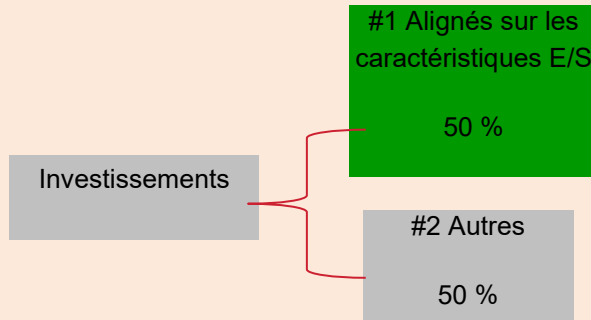 #1 Alignés sur les
caractéristiques E/S
50 %
Investissements
#2 Autres
50 %